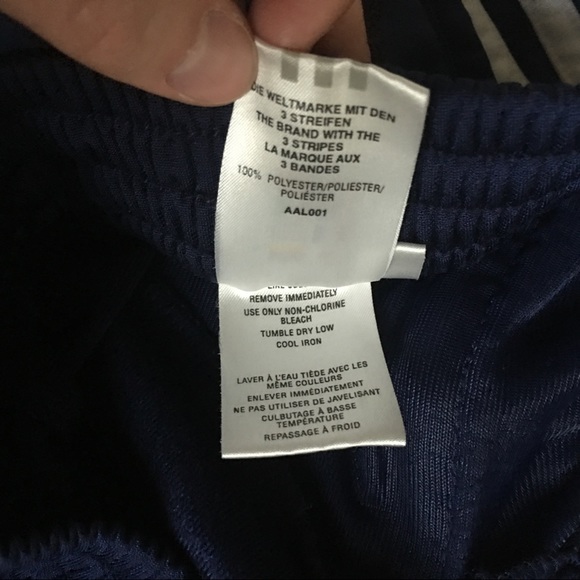 DIE WELTMARKE MIT DEN
3 STREIFEN
THE BRAND WITH THE
3 STRIPES
LA MARQUE AUX
3 BANDES
100% POLYESTER/POLIESTER/
POLIÉSTER
AAL001
REMOVE IMMEDIATELY
USE ONLY NON-CHLORINE
BLEACH
TUMBLE DRY LOW
COOL IRON
LAVER À L'EAU TIÈDE AVEC LES
MÊME COULEURS
ENLEVER IMMÉDIATEMENT
NE PAS UTILISER DE JAVELISANT
CULBUTAGE À BASSE
TEMPÉRATURE
REPASSAGE À FROID